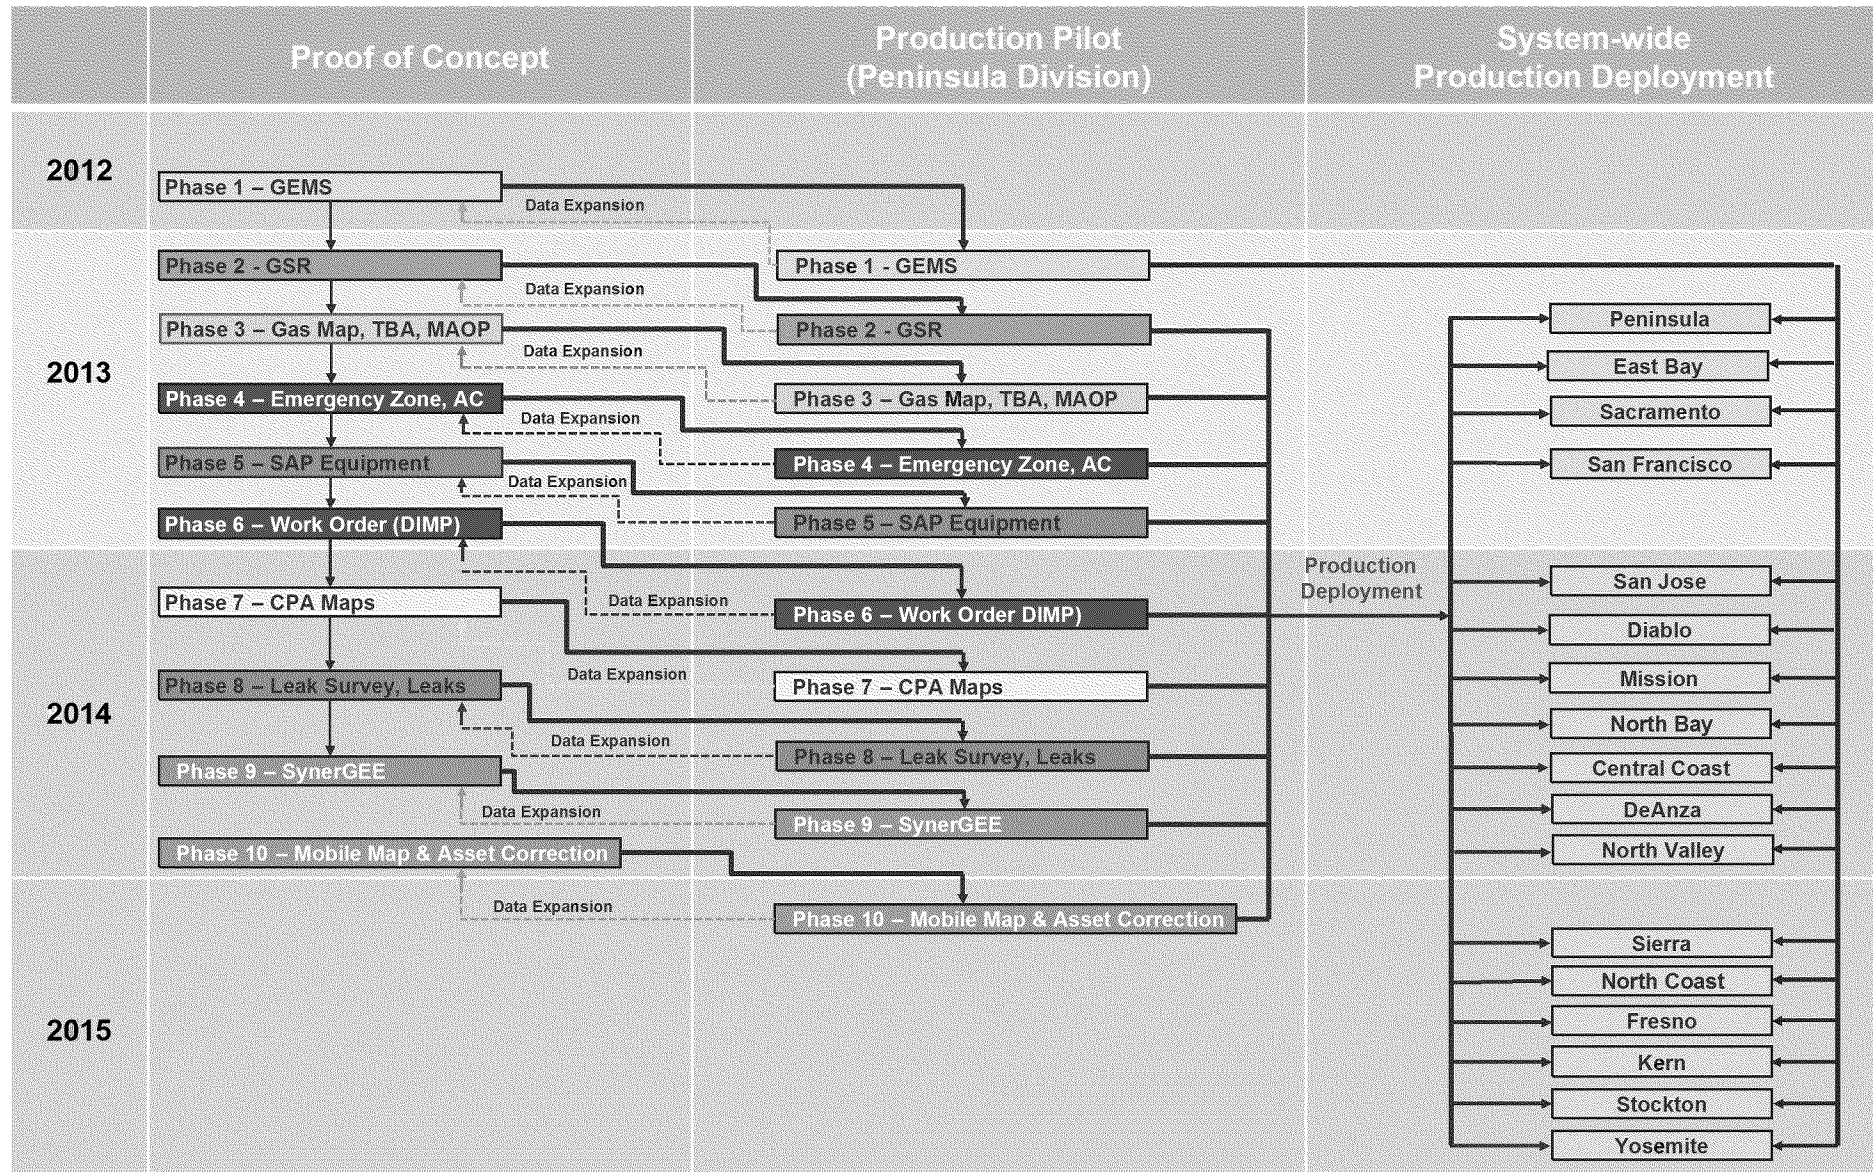 Proof of Concept
Production Pilot
(Peninsula Division)
System-wide
Production Deployment
2012
Phase 1 – GEMS
Data Expansion
2013
Phase 2 - GSR
Data Expansion
Phase 3 – Gas Map, TBA, MAOP
Data Expansion
Phase 4 – Emergency Zone, AC
Data Expansion
Phase 5 – SAP Equipment
Data Expansion
Phase 6 – Work Order (DIMP)
Phase 1 - GEMS
Phase 2 - GSR
Phase 3 – Gas Map, TBA, MAOP
Phase 4 – Emergency Zone, AC
Phase 5 – SAP Equipment
Peninsula
East Bay
Sacramento
San Francisco
2014
Phase 7 – CPA Maps
Data Expansion
Phase 8 – Leak Survey, Leaks
Data Expansion
Phase 9 – SynerGEE
Data Expansion
Phase 10 – Mobile Map & Asset Correction
Data Expansion
Phase 6 – Work Order DIMP)
Phase 7 – CPA Maps
Phase 8 – Leak Survey, Leaks
Phase 9 – SynerGEE
Production
Deployment
San Jose
Diablo
Mission
North Bay
Central Coast
DeAnza
North Valley
2015
Data Expansion
Phase 10 – Mobile Map & Asset Correction
Sierra
North Coast
Fresno
Kern
Stockton
Yosemite